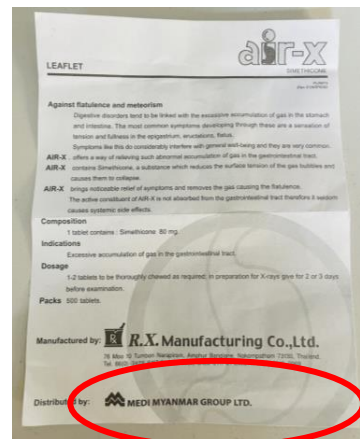 LEAFLET
air-x
SIMETHICONE
Against flatulence and meteorism
Digestive disorders tend to be linked with the excessive accumulation of gas in the stomach
and intestine. The most common symptoms developing through these are a sensation of
tension and fullness in the epigastrium, eructations, flatus.
Symptoms like this do considerably interfere with general well-being and they are very common.
AIR-X offers a way of relieving such abnormal accumulation of gas in the gastrointestinal tract.
AIR-X contains Simethicone, a substance which reduces the surface tension of the gas bubbles and
causes them to collapse.
AIR-X brings noticeable relief of symptoms and removes the gas causing the flatulence.
The active constituent of AIR-X is not absorbed from the gastrointestinal tract therefore it seldom
causes systemic side effects.
Composition
1 tablet contains : Simethicone 80 mg.
Indications
Excessive accumulation of gas in the gastrointestinal tract.
Dosage
1-2 tablets to be thoroughly chewed as required; in preparation for X-rays give for 2 or 3 days
before examination.
Packs 500 tablets.
Manufactured by: R.X. Manufacturing Co.,Ltd.
76 Moo 10 Tumbon Narapirom, Amphur Banglane, Nakornpathom 73130, Thailand.
Distributed by: MEDI MYANMAR GROUP LTD.